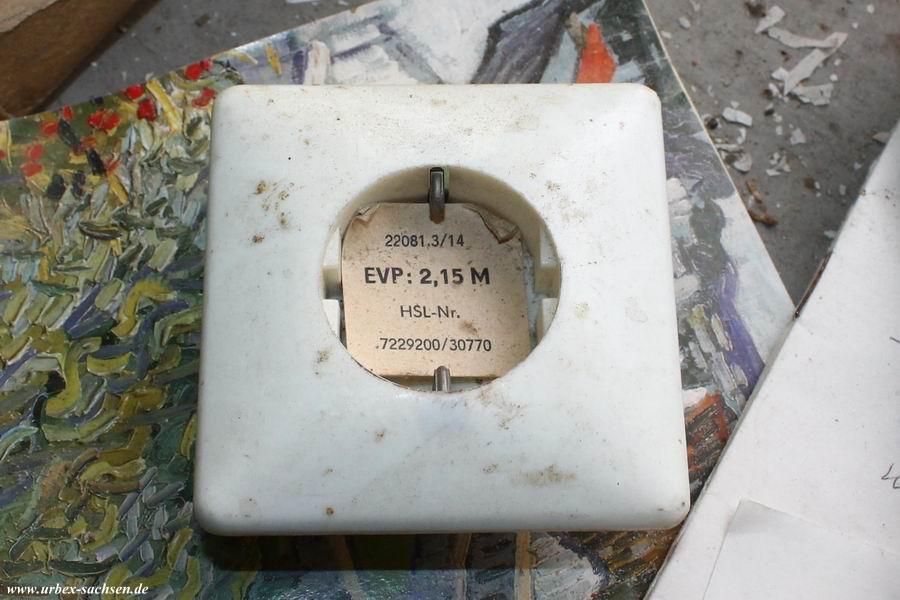 22081.3/14
EVP: 2,15 M
HSL-Nr.
.7229200/30770
www.urbex-sachsen.de